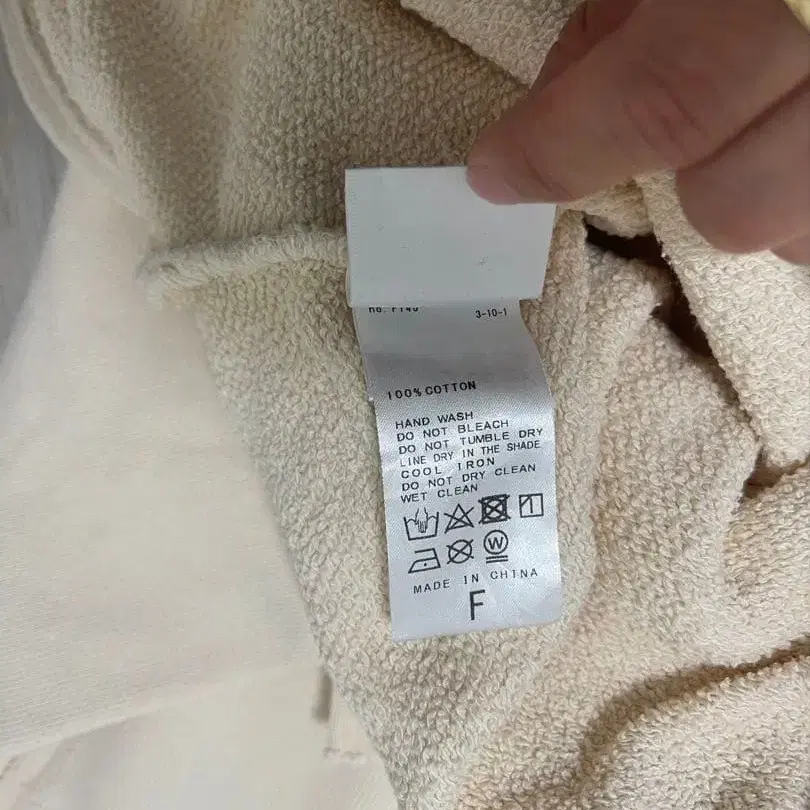 3-10-1
100% COTTON
HAND WASH
DO NOT BLEACH
DO NOT TUMBLE DRY
LINE DRY IN THE SHADE
COOL IRON
DO NOT DRY CLEAN
WET CLEAN
W
MADE IN CHINA
F